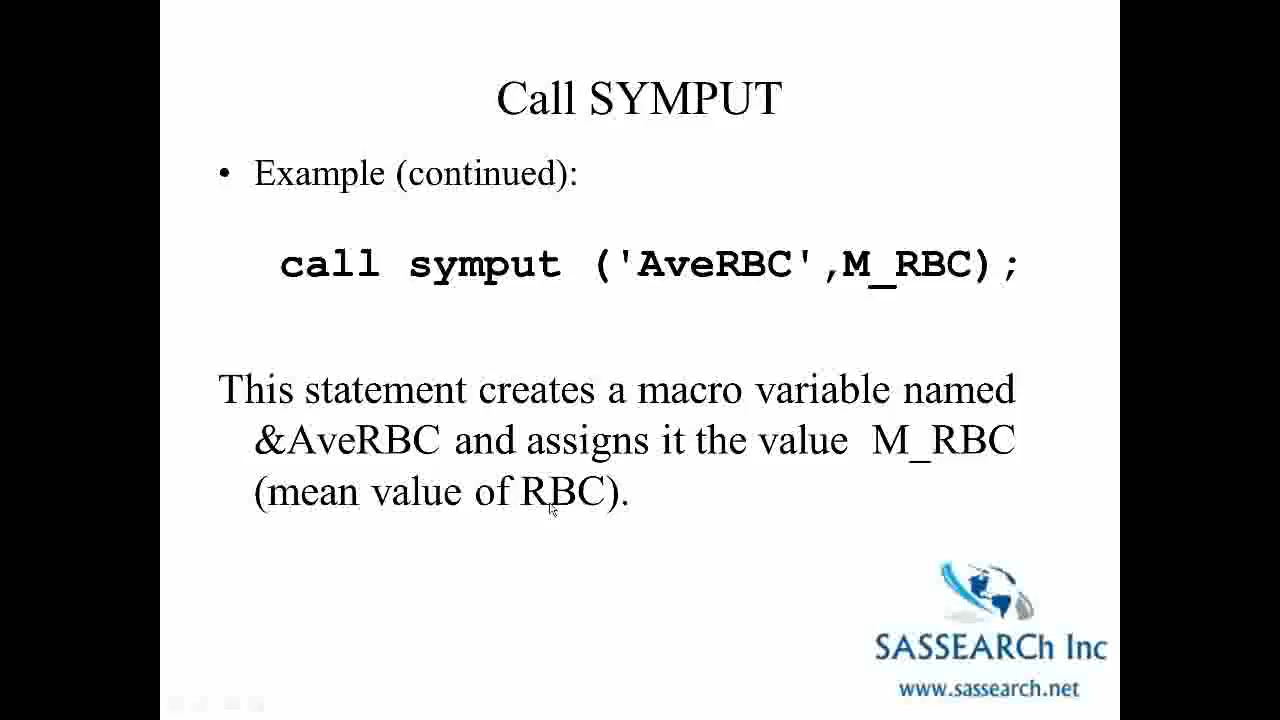 Call SYMPUT
• Example (continued):
call symput ('AveRBC',M_RBC);
This statement creates a macro variable named
&AveRBC and assigns it the value M_RBC
(mean value of RBC).
SASSEARCh Inc
www.sassearch.net